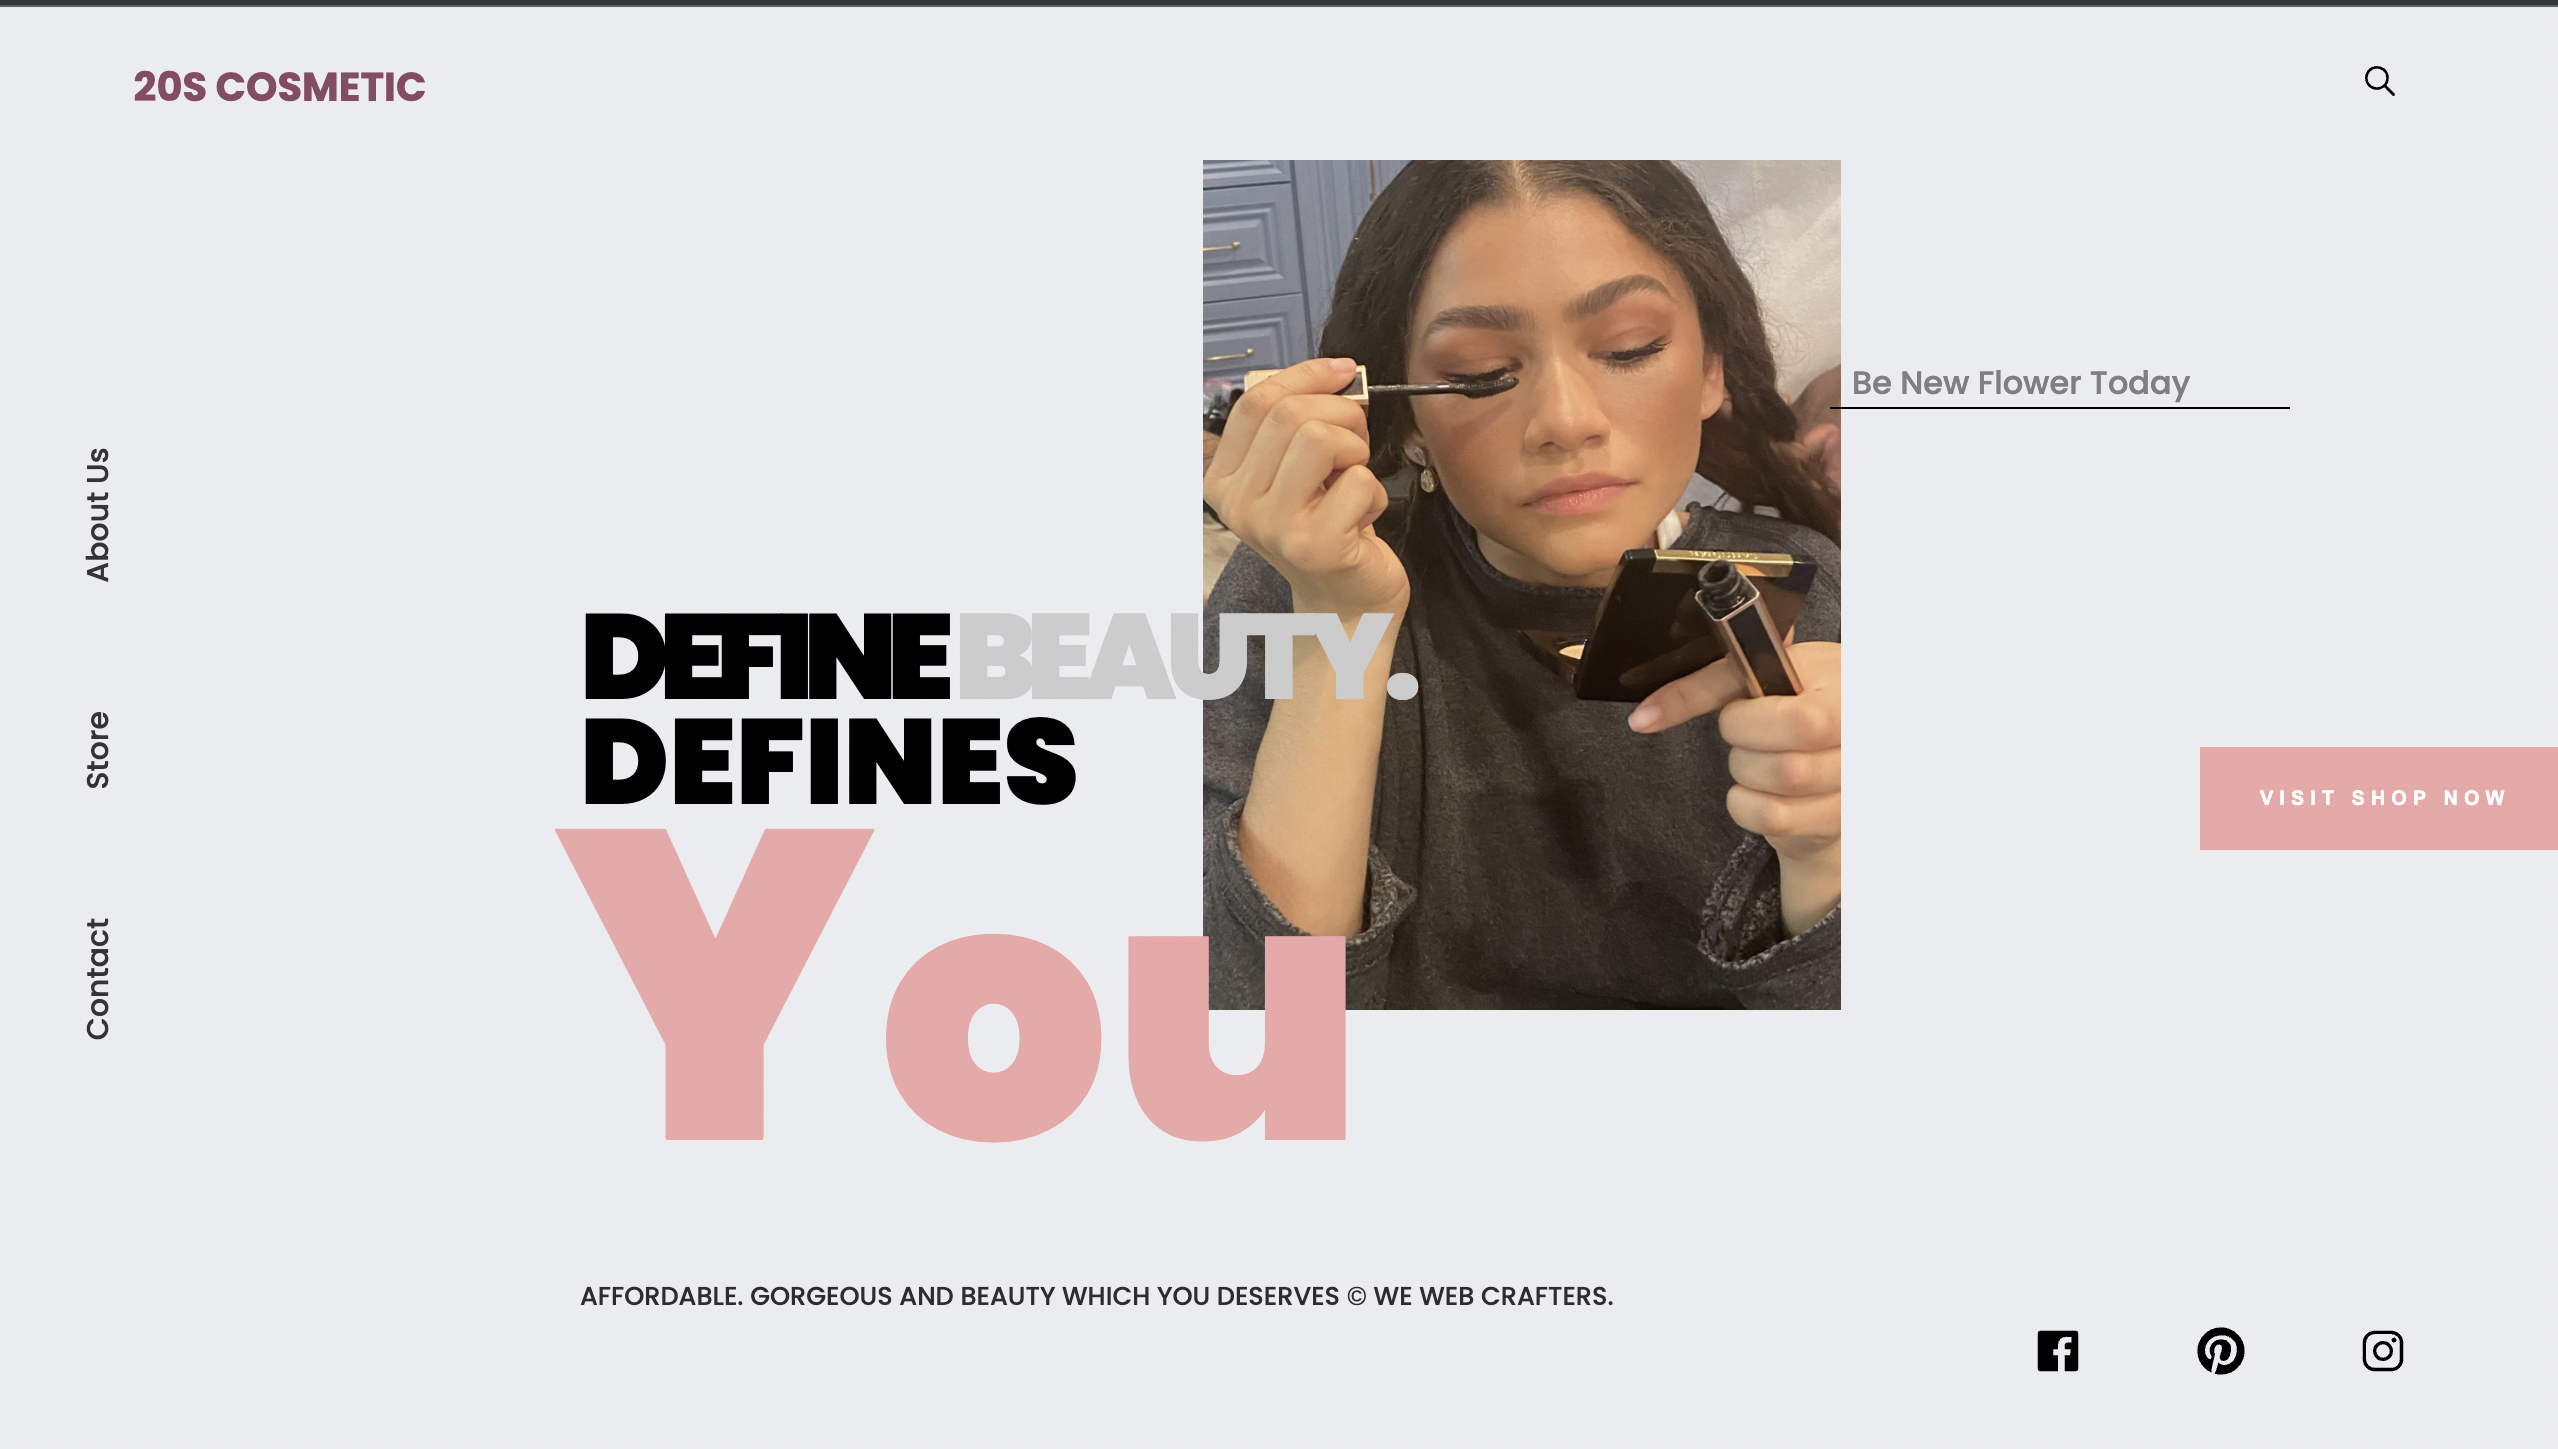 20S COSMETIC
Be New Flower Today
About Us
Store
Contact
DEFINE BEAUTY.
DEFINES
You
VISIT SHOP NOW
AFFORDABLE. GORGEOUS AND BEAUTY WHICH YOU DESERVES © WE WEB CRAFTERS.